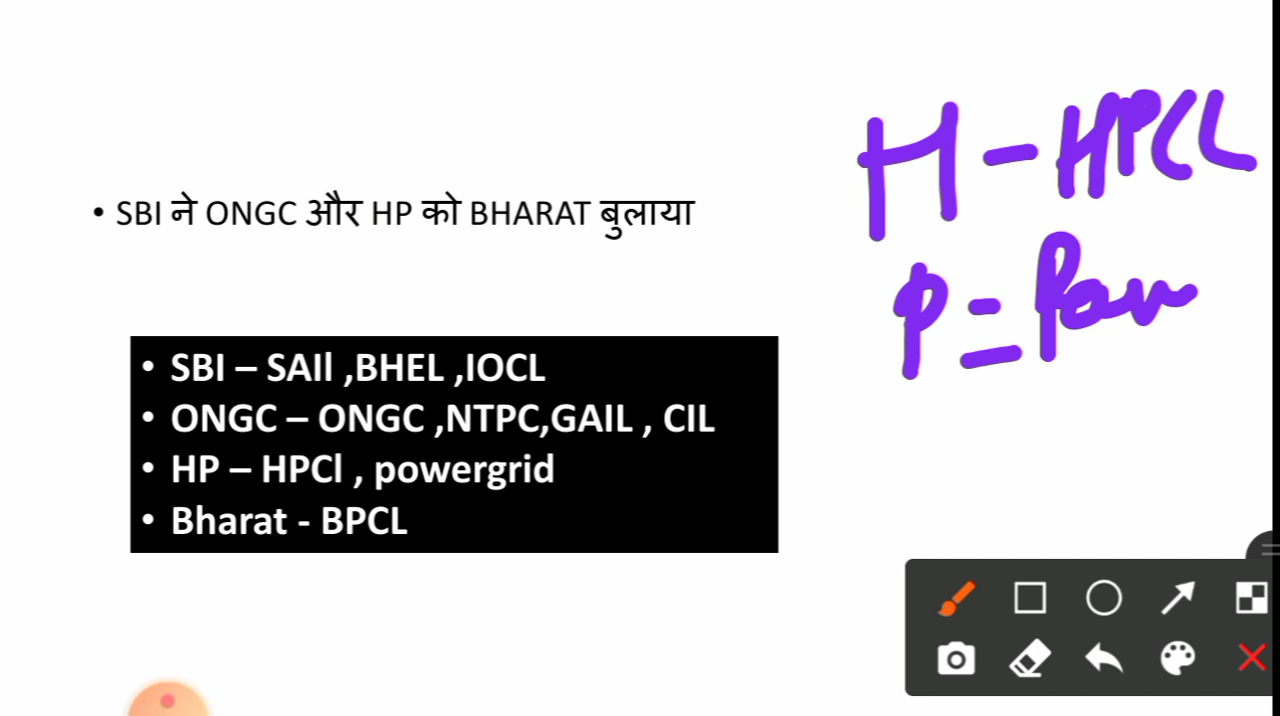 • SBI ने ONGC और HP को BHARAT बुलाया
H - HPCL
P =
• SBI – SAIl ,BHEL ,IOCL
• ONGC – ONGC ,NTPC,GAIL , CIL
• HP – HPCl , powergrid
• Bharat - BPCL